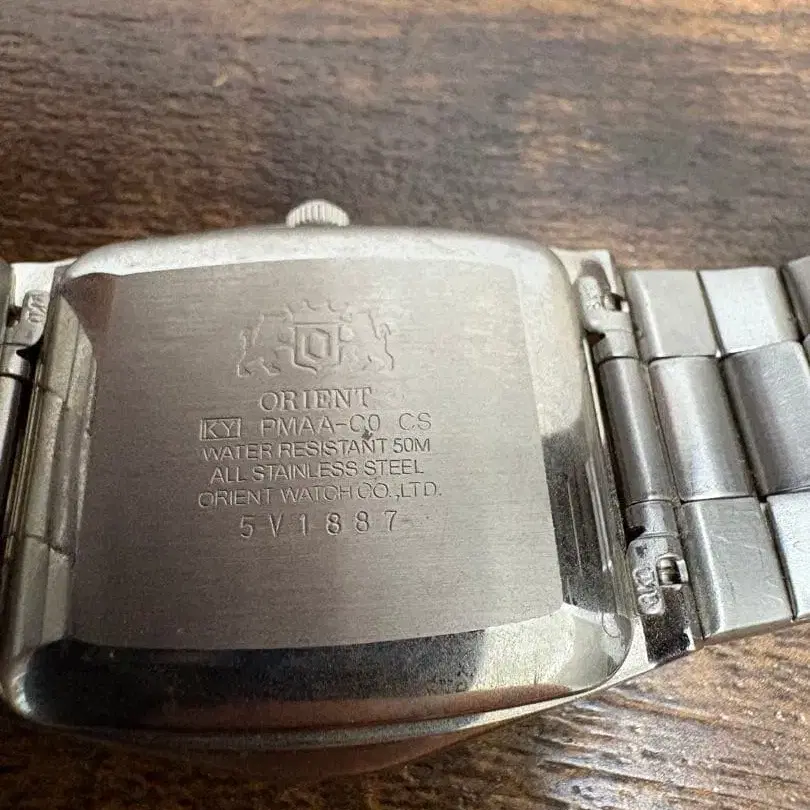 ORIENT
KY PMAA-C0 CS
WATER RESISTANT 50M
ALL STAINLESS STEEL
ORIENT WATCH CO.,LTD.
5V1887